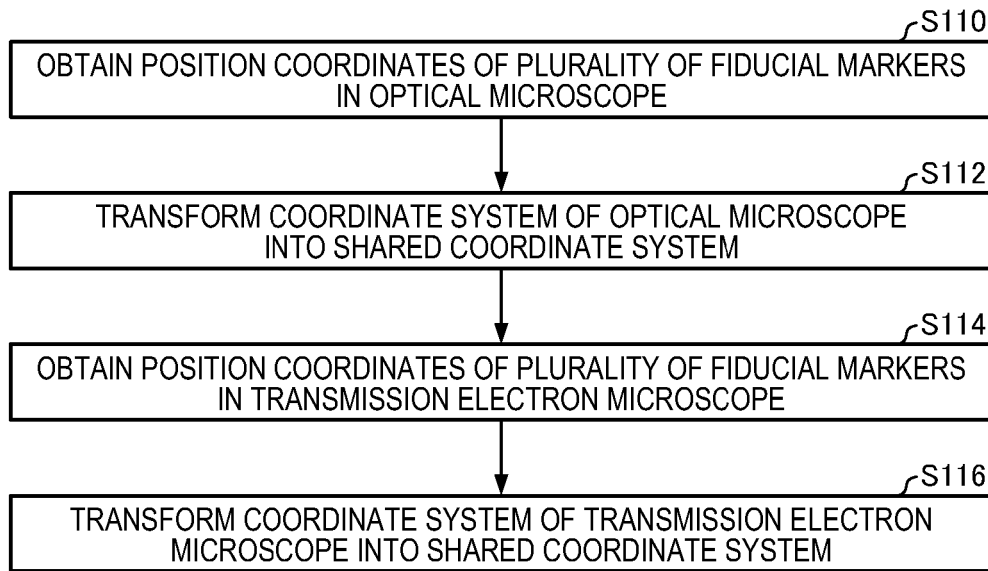 S110
OBTAIN POSITION COORDINATES OF PLURALITY OF FIDUCIAL MARKERS
IN OPTICAL MICROSCOPE
S112
TRANSFORM COORDINATE SYSTEM OF OPTICAL MICROSCOPE
INTO SHARED COORDINATE SYSTEM
S114
OBTAIN POSITION COORDINATES OF PLURALITY OF FIDUCIAL MARKERS
IN TRANSMISSION ELECTRON MICROSCOPE
S116
TRANSFORM COORDINATE SYSTEM OF TRANSMISSION ELECTRON
MICROSCOPE INTO SHARED COORDINATE SYSTEM